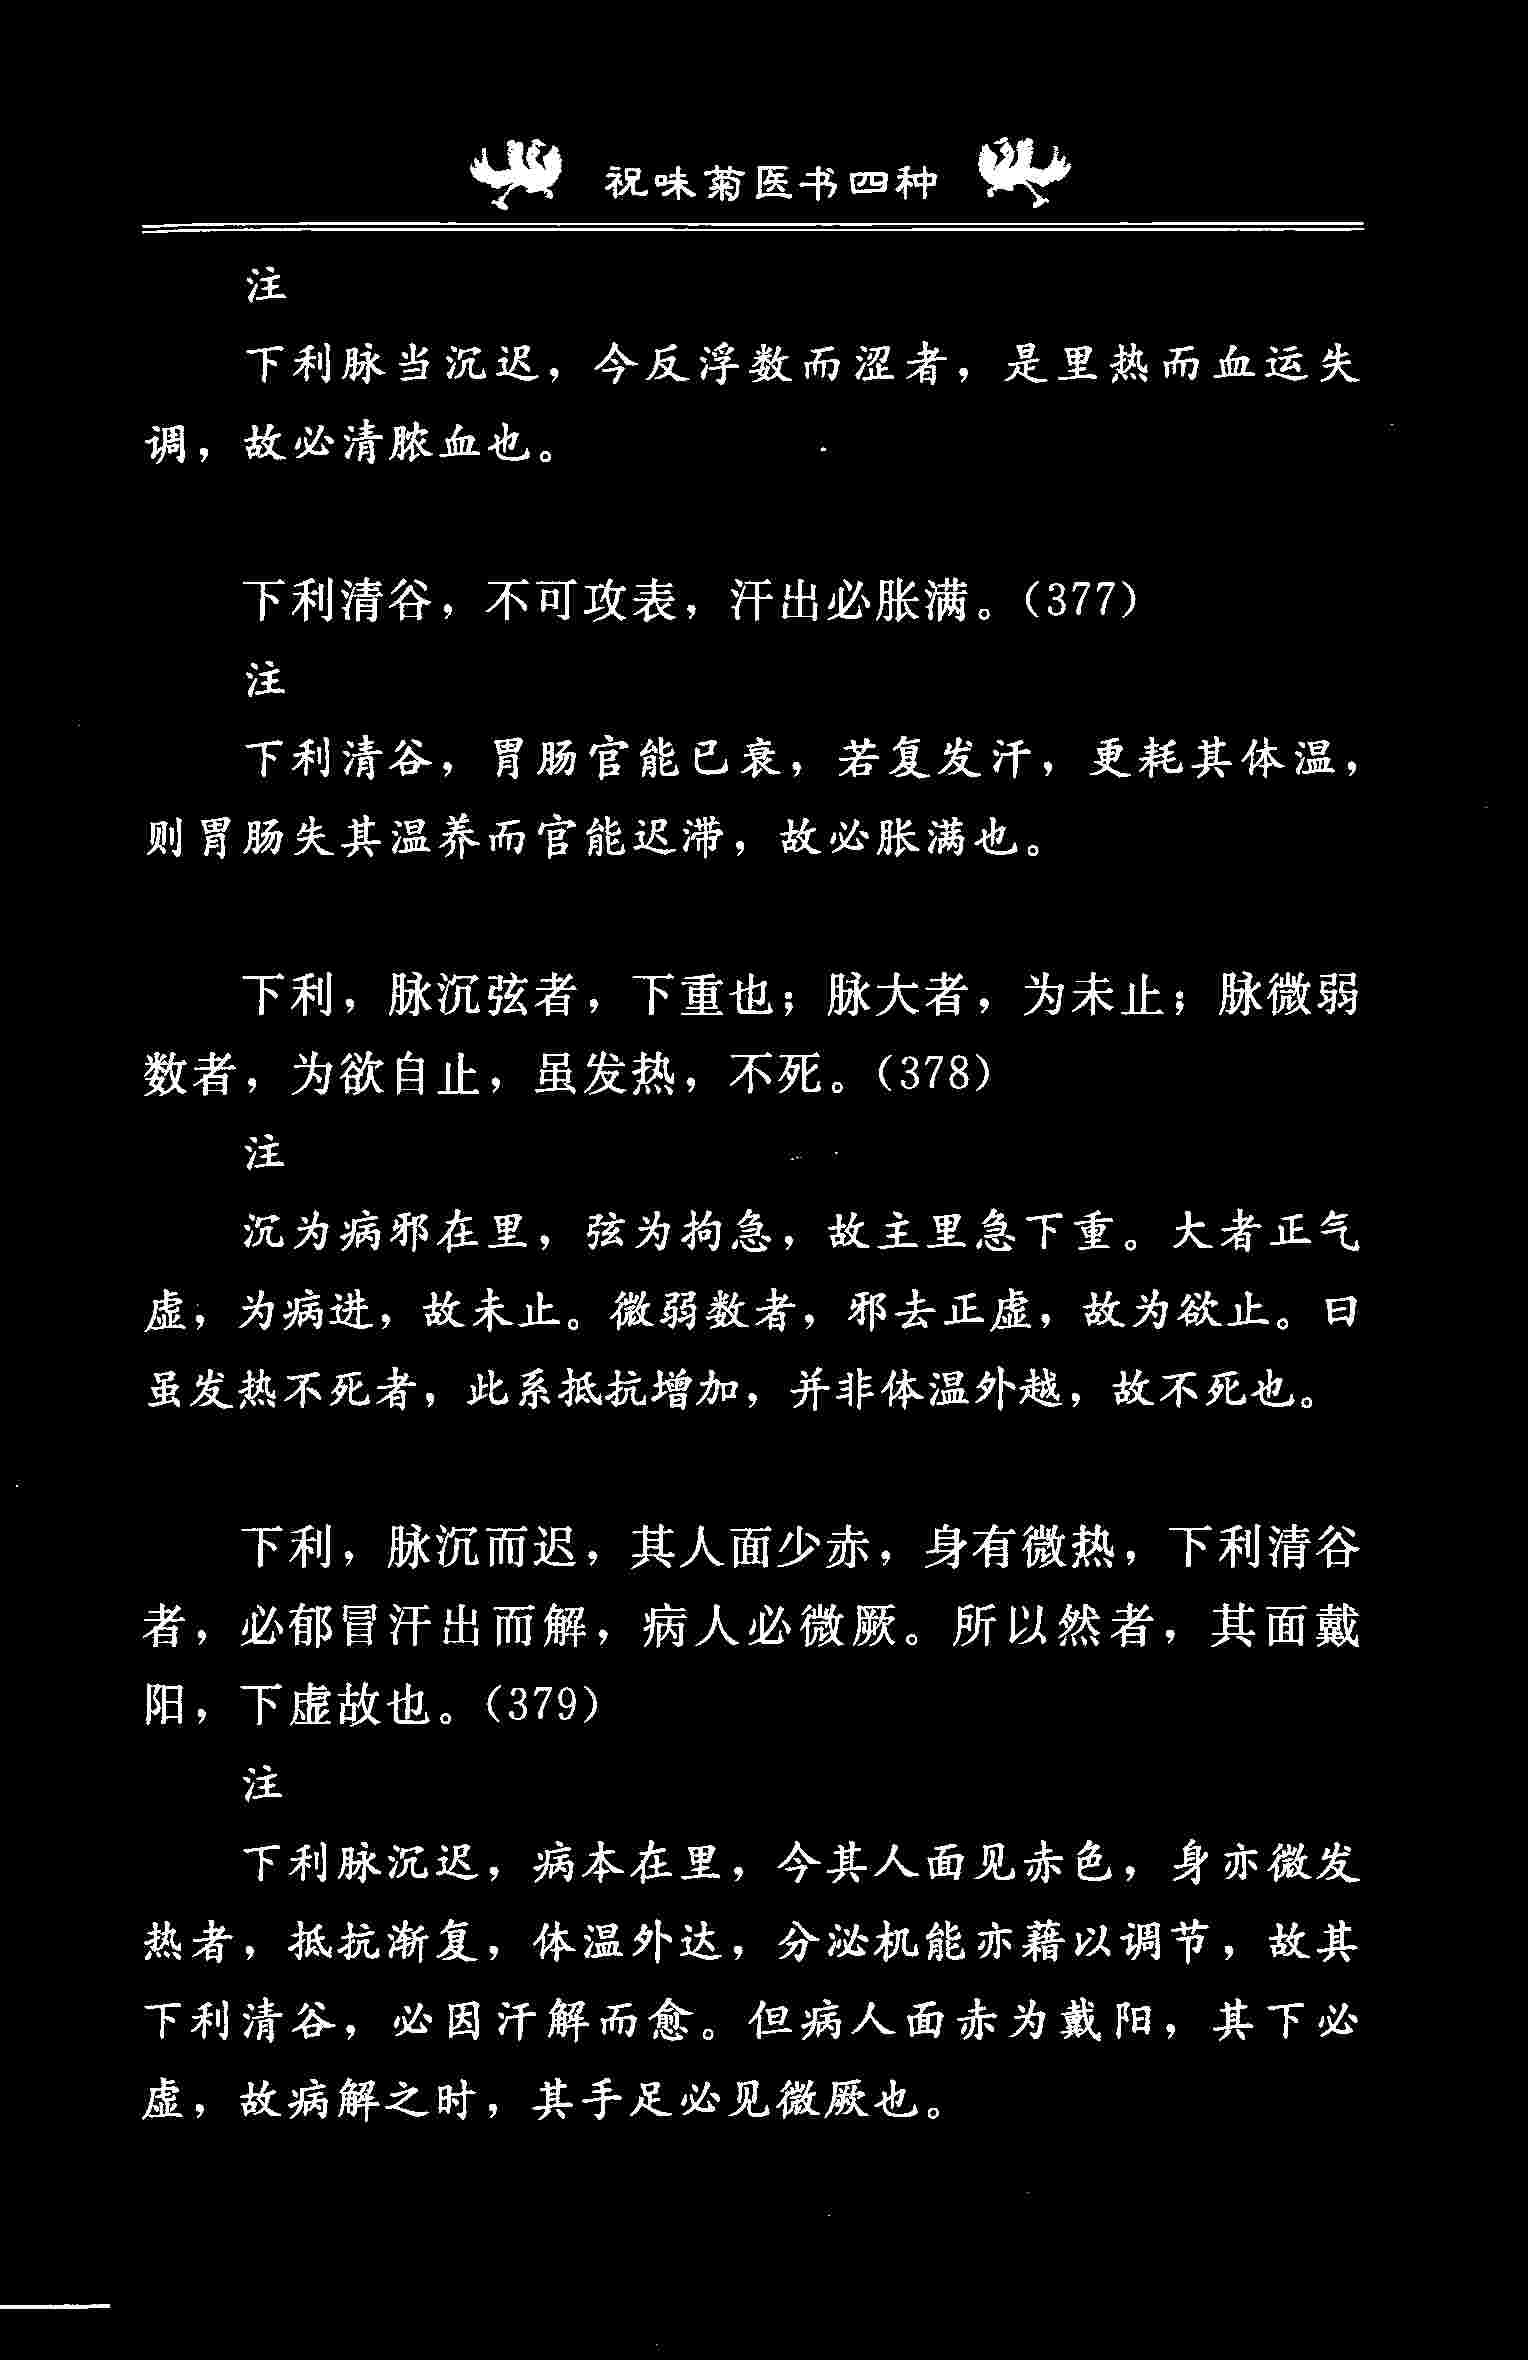 祝味菊医书四种
注
下利脉当沉迟，今反浮数而涩者，是里热而血运失
调，故必清脓血也。
下利清谷，不可攻表，汗出必胀满。（377）
注
下利清谷，胃肠官能已衰，若复发汗，更耗其体温，
则胃肠失其温养而官能迟滞，故必胀满也。
下利，脉沉弦者，下重也；脉大者，为未止；脉微弱
数者，为欲自止，虽发热，不死。（378）
注
沉为病邪在里，弦为拘急，故主里急下重。大者正气
虚，为病进，故未止。微弱数者，邪去正虚，故为欲止。曰
虽发热不死者，此系抵抗增加，并非体温外越，故不死也。
下利，脉沉而迟，其人面少赤，身有微热，下利清谷
者，必郁冒汗出而解，病人必微厥。所以然者，其面戴
阳，下虚故也。（379）
注
下利脉沉迟，病本在里，今其人面见赤色，身亦微发
热者，抵抗渐复，体温外达，分泌机能亦藉以调节，故其
下利清谷，必因汗解而愈。但病人面赤为戴阳，其下必
虚，故病解之时，其手足必见微厥也。